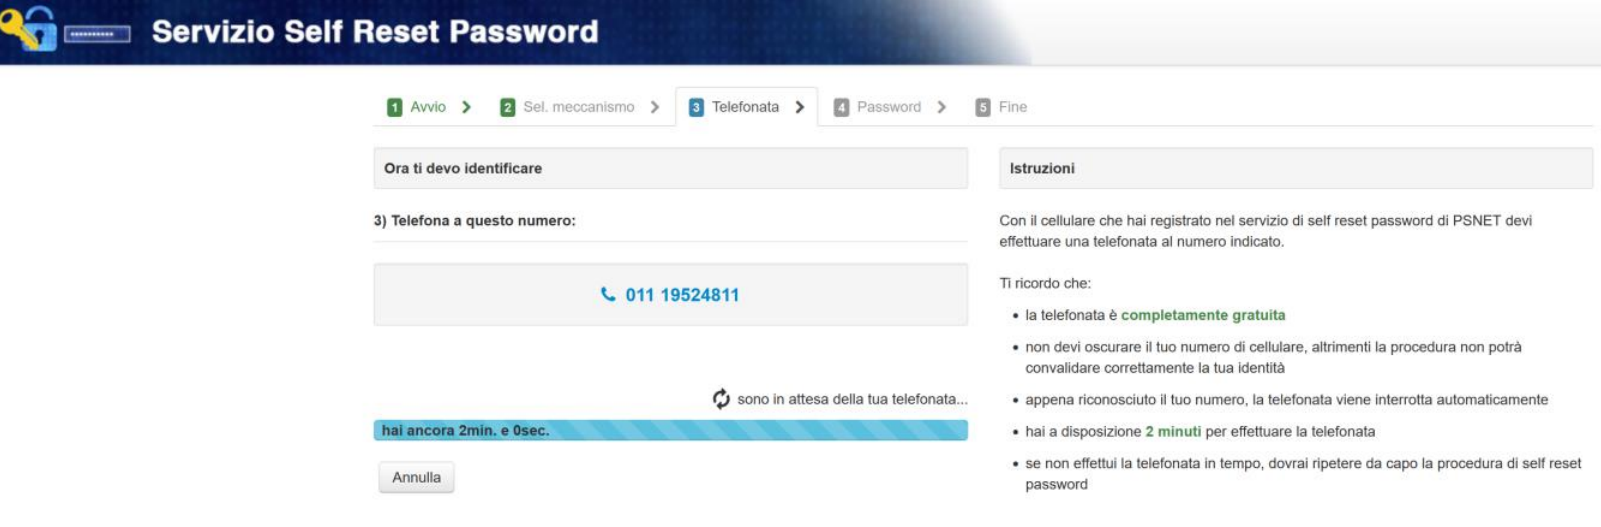 Servizio Self Reset Password
1 Avvio
2 Sel. meccanismo
3 Telefonata
4 Password
5 Fine
Ora ti devo identificare
3) Telefona a questo numero:
011 19524811
sono in attesa della tua telefonata...
hai ancora 2min. e 0sec.
Annulla
Istruzioni
Con il cellulare che hai registrato nel servizio di self reset password di PSNET devi
effettuare una telefonata al numero indicato.
Ti ricordo che:
• la telefonata è completamente gratuita
• non devi oscurare il tuo numero di cellulare, altrimenti la procedura non potrà
convalidare correttamente la tua identità
• appena riconosciuto il tuo numero, la telefonata viene interrotta automaticamente
• hai a disposizione 2 minuti per effettuare la telefonata
• se non effettui la telefonata in tempo, dovrai ripetere da capo la procedura di self reset
password